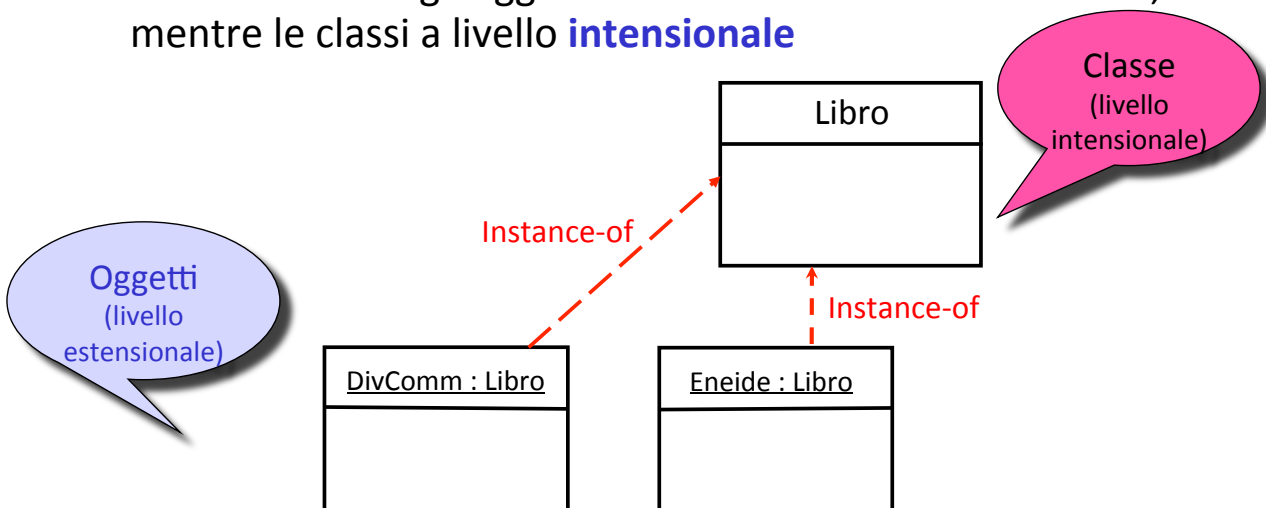 mentre le classi a livello intensionale
Classe
(livello
intensionale)
Libro
Instance-of
Oggetti
(livello
estensionale)
Instance-of
DivComm : Libro
Eneide : Libro